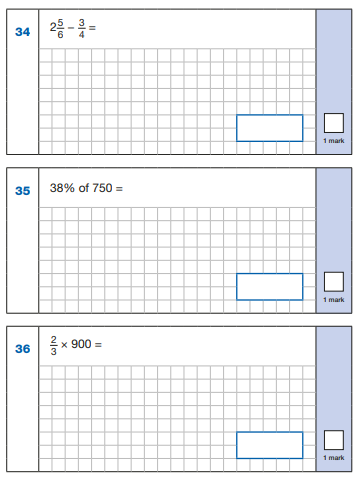 34
2 5/6 − 3/4 =
1 mark
35
38% of 750 =
1 mark
36
2/3 × 900 =
1 mark